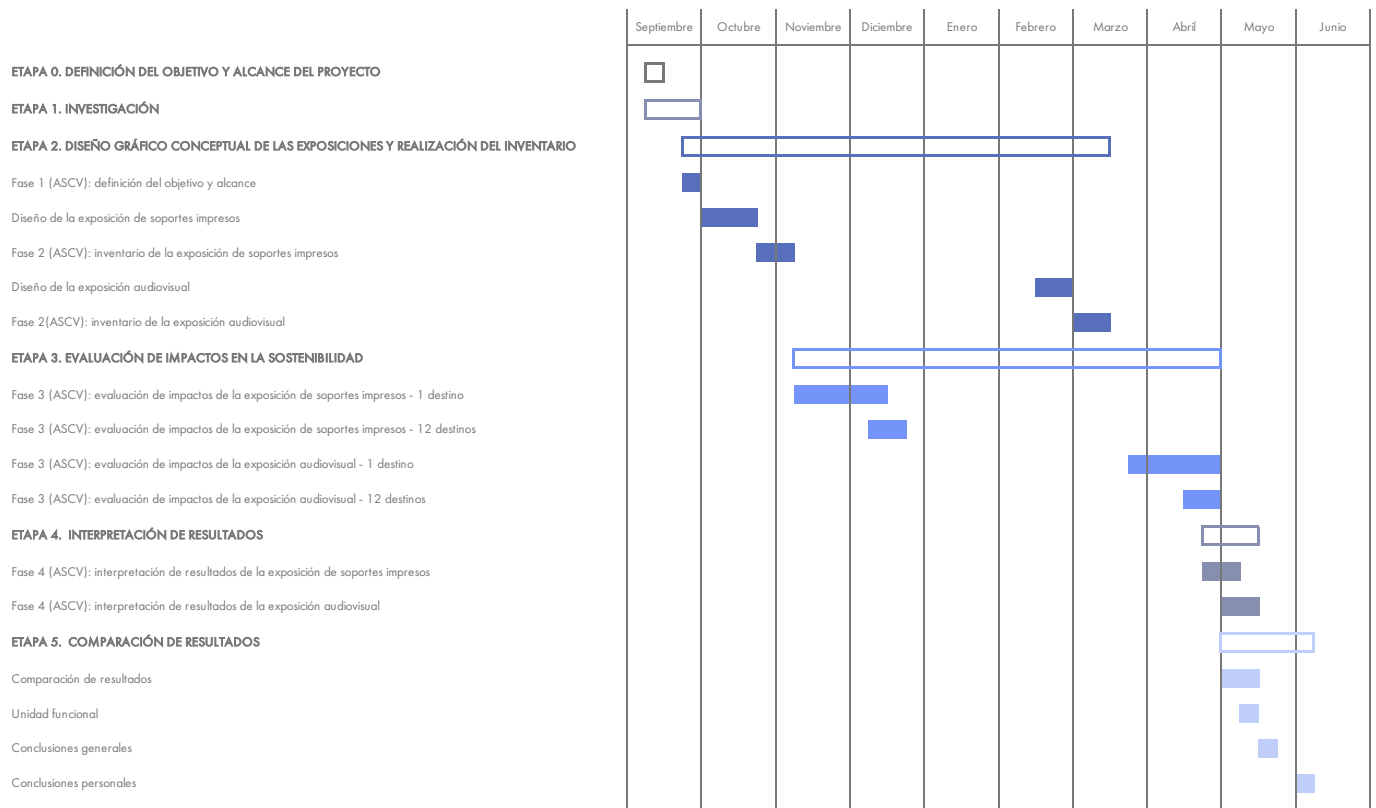 Septiembre Octubre Noviembre Diciembre Enero Febrero Marzo Abril Mayo Junio
ETAPA 0. DEFINICIÓN DEL OBJETIVO Y ALCANCE DEL PROYECTO
ETAPA 1. INVESTIGACIÓN
ETAPA 2. DISEÑO GRÁFICO CONCEPTUAL DE LAS EXPOSICIONES Y REALIZACIÓN DEL INVENTARIO
Fase 1 (ASCV): definición del objetivo y alcance
Diseño de la exposición de soportes impresos
Fase 2 (ASCV): inventario de la exposición de soportes impresos
Diseño de la exposición audiovisual
Fase 2(ASCV): inventario de la exposición audiovisual
ETAPA 3. EVALUACIÓN DE IMPACTOS EN LA SOSTENIBILIDAD
Fase 3 (ASCV): evaluación de impactos de la exposición de soportes impresos - 1 destino
Fase 3 (ASCV): evaluación de impactos de la exposición de soportes impresos - 12 destinos
Fase 3 (ASCV): evaluación de impactos de la exposición audiovisual - 1 destino
Fase 3 (ASCV): evaluación de impactos de la exposición audiovisual - 12 destinos
ETAPA 4. INTERPRETACIÓN DE RESULTADOS
Fase 4 (ASCV): interpretación de resultados de la exposición de soportes impresos
Fase 4 (ASCV): interpretación de resultados de la exposición audiovisual
ETAPA 5. COMPARACIÓN DE RESULTADOS
Comparación de resultados
Unidad funcional
Conclusiones generales
Conclusiones personales